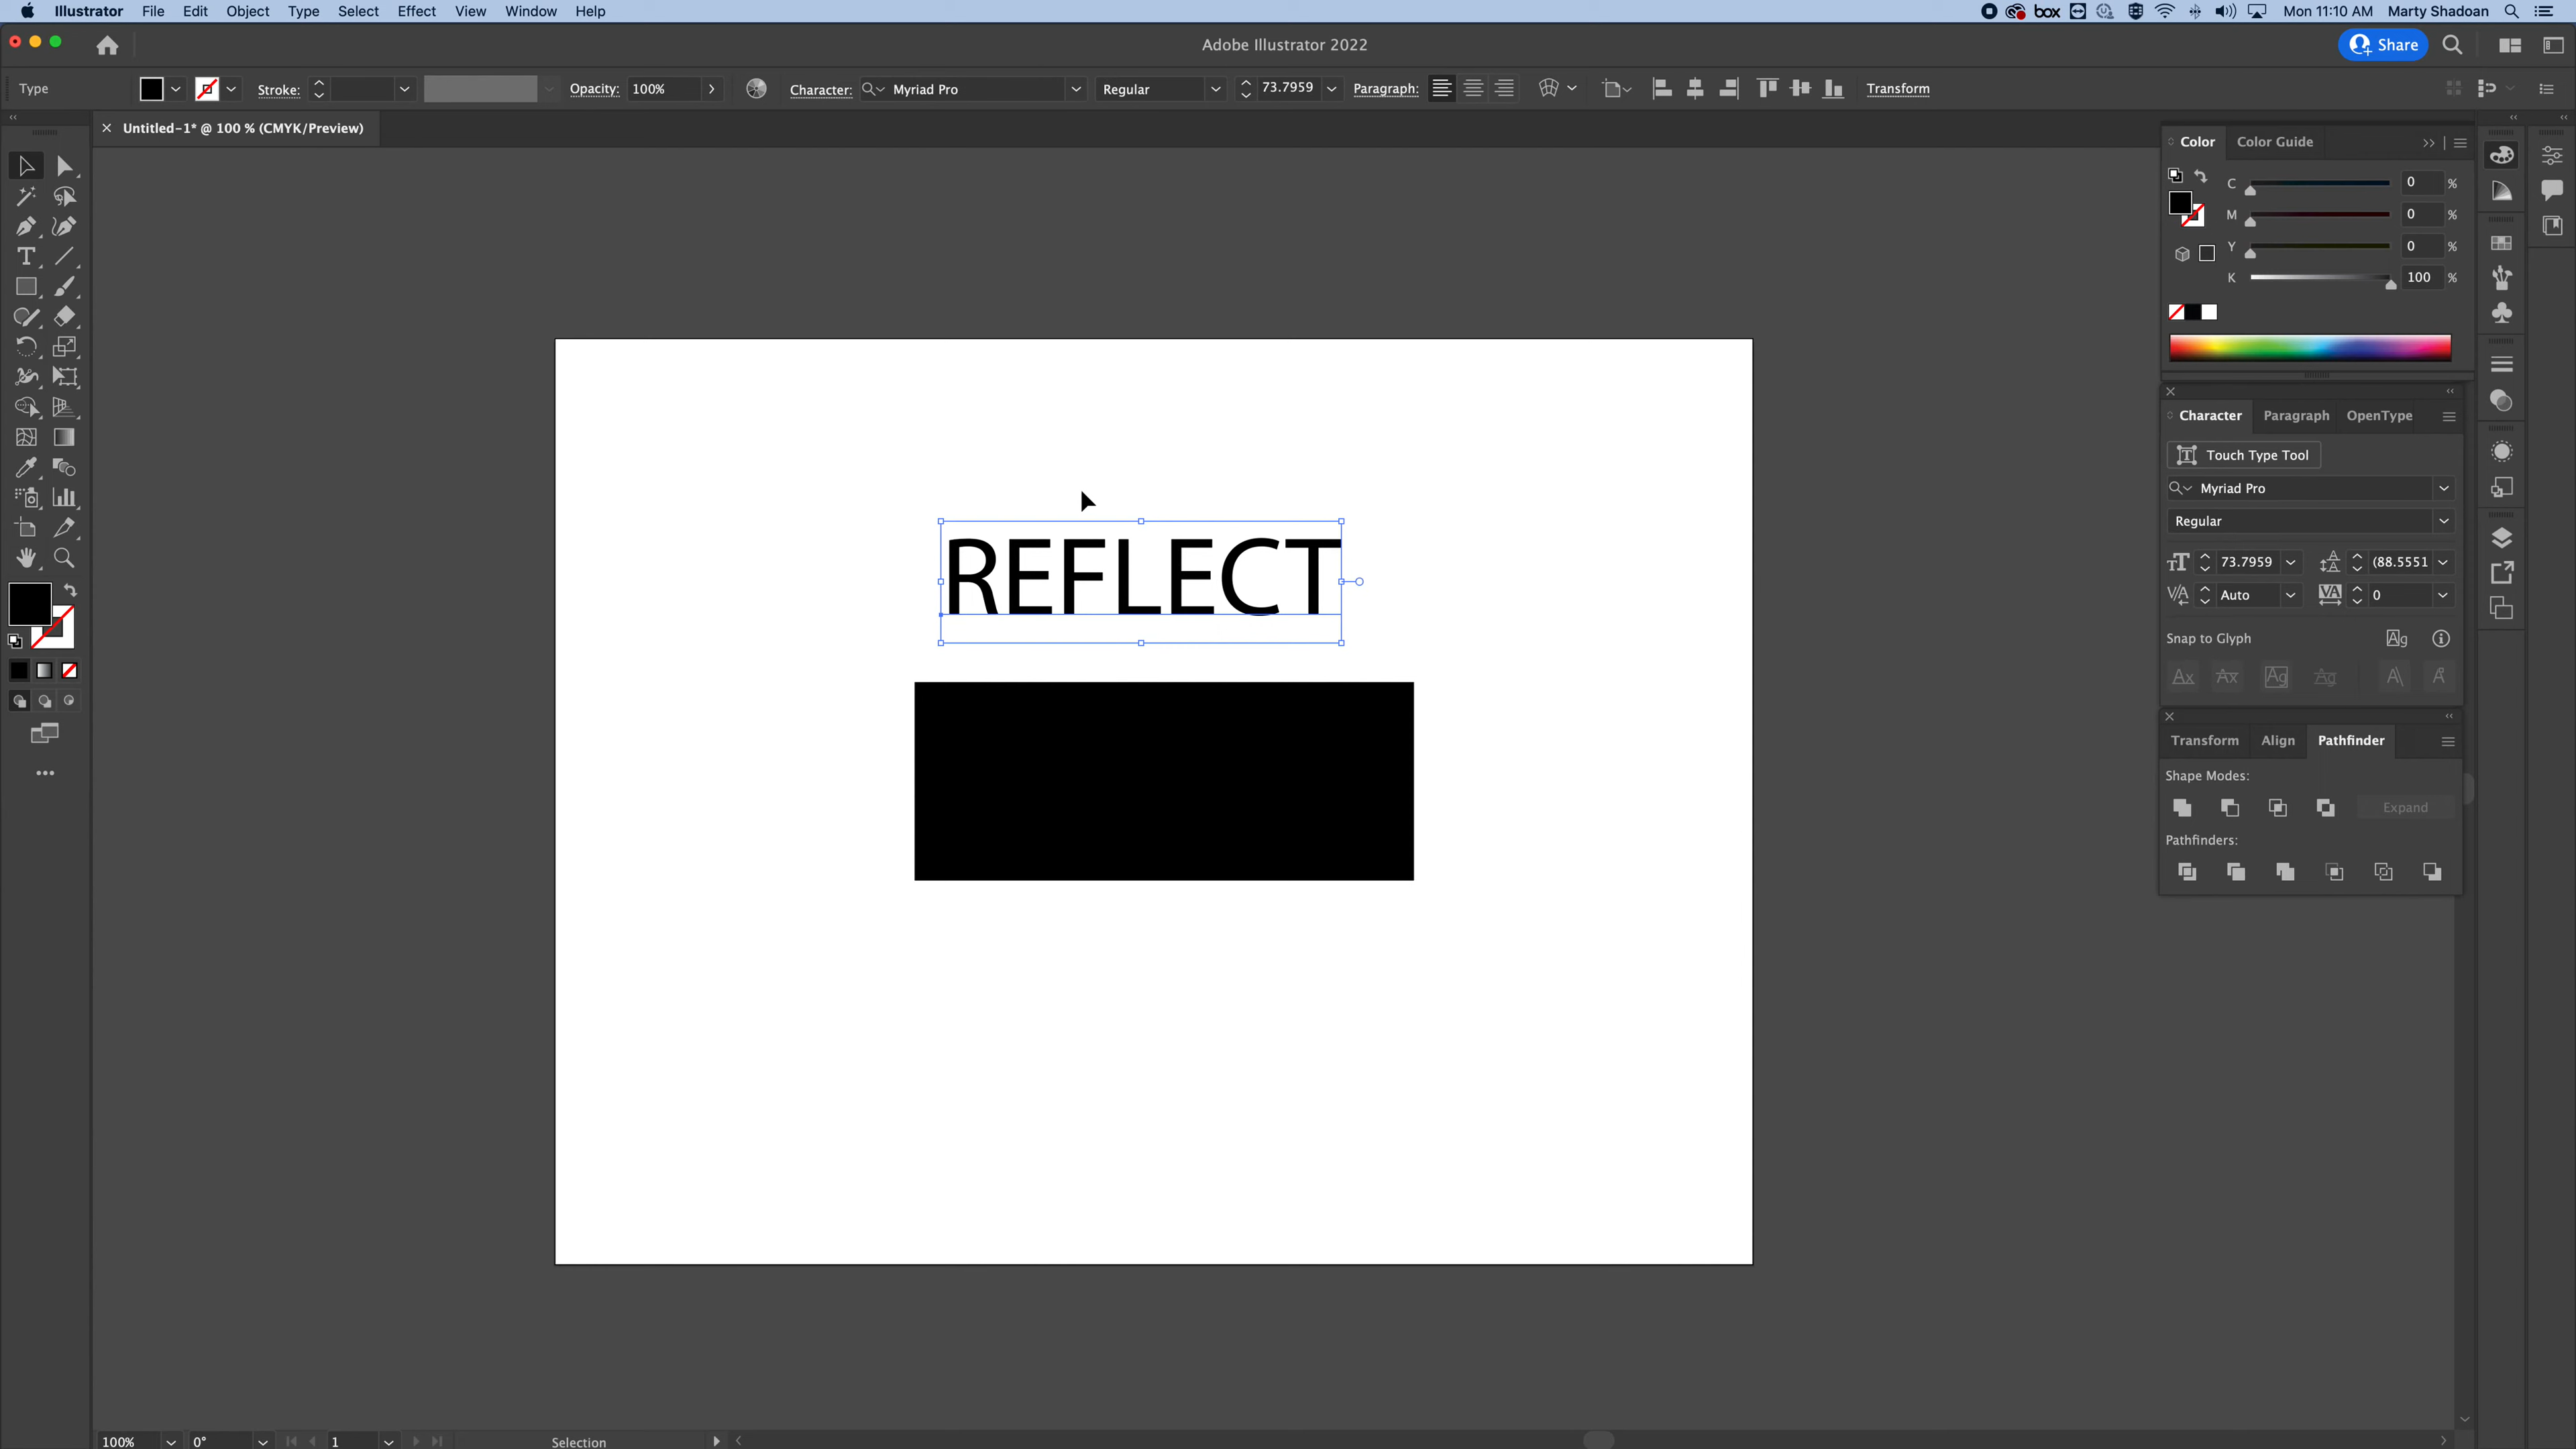 Illustrator File Edit Object Type Select Effect View Window Help
box Mon 11:10 AM Marty Shadoan
Adobe Illustrator 2022
Share
Type Stroke: Opacity: 100% Character: Myriad Pro Regular 73.7959 Paragraph: Transform
Untitled-1* @ 100 % (CMYK/Preview)
Color Color Guide
C 0 %
M 0 %
Y 0 %
K 100 %
Character Paragraph OpenType
Touch Type Tool
Myriad Pro
Regular
73.7959 (88.5551
Auto 0
Snap to Glyph
REFLECT
Transform Align Pathfinder
Shape Modes:
Expand
Pathfinders:
100% 0° 1 Selection